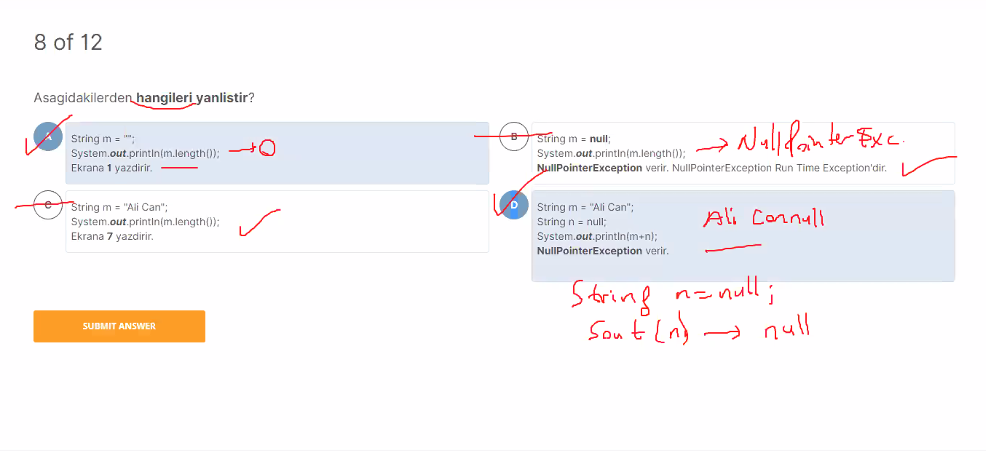 8 of 12
Asagidakilerden hangileri yanlistir?
A
String m = "";
System.out.println(m.length());
Ekrana 1 yazdirir.
→ 0
B
String m = null;
System.out.println(m.length());
NullPointerException verir. NullPointerException Run Time Exception'dir.
→ NullPointer Exc.
C
String m = "Ali Can";
System.out.println(m.length());
Ekrana 7 yazdirir.
D
String m = "Ali Can";
String n = null;
System.out.println(m+n);
NullPointerException verir.
Ali Cannull
String n = null;
Sout(n) → null
SUBMIT ANSWER